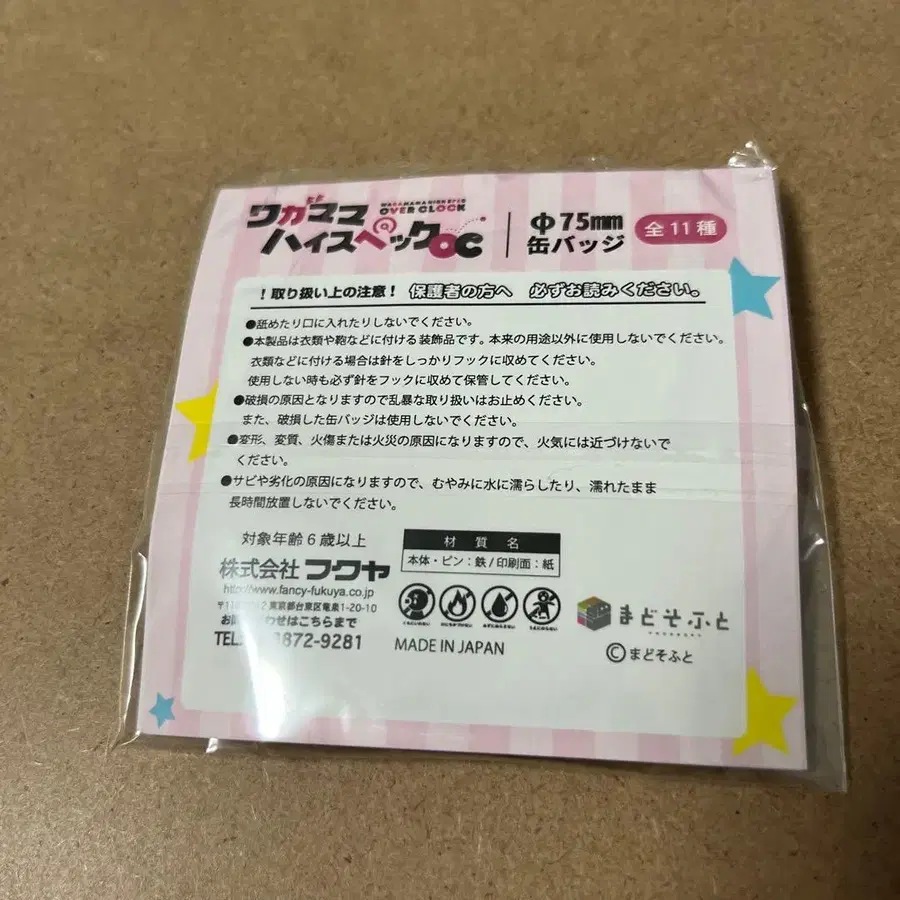 WAGAMAMA HIGH SPEC
OVER CLOCK
ワガママ
ハイスペックOC
Φ75mm
缶バッジ
全11種
！取り扱い上の注意！ 保護者の方へ 必ずお読みください。
●舐めたり口に入れたりしないでください。
●本製品は衣類や鞄などに付ける装飾品です。本来の用途以外に使用しないでください。
衣類などに付ける場合は針をしっかりフックに収めてください。
使用しない時も必ず針をフックに収めて保管してください。
●破損の原因となりますので乱暴な取り扱いはお止めください。
また、破損した缶バッジは使用しないでください。
●変形、変質、火傷または火災の原因になりますので、火気には近づけないで
ください。
●サビや劣化の原因になりますので、むやみに水に濡らしたり、濡れたまま
長時間放置しないでください。
対象年齢6歳以上
株式会社フクヤ
http://www.fancy-fukuya.co.jp
東京都台東区竜泉1-20-10
お問 わせはこちらまで
TEL 3872-9281
材質名
本体・ピン：鉄/印刷面：紙
MADE IN JAPAN
まどそふと
©まどそふと